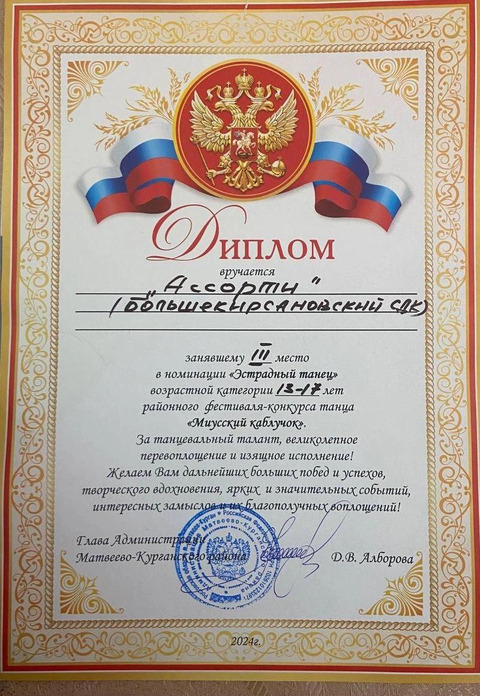 Диплом
вручается
„Ассорти"
(Большекирсановский СДК)
занявшему III место
в номинации «Эстрадный танец»
возрастной категории 13-17 лет
районного фестиваля-конкурса танца
«Миусский каблучок».
За танцевальный талант, великолепное
перевоплощение и изящное исполнение!
Желаем Вам дальнейших больших побед и успехов,
творческого вдохновения, ярких и значительных событий,
интересных замыслов и их благополучных воплощений!
Глава Администрации
Матвеево-Курганского района Д.В. Алборова
2024г.